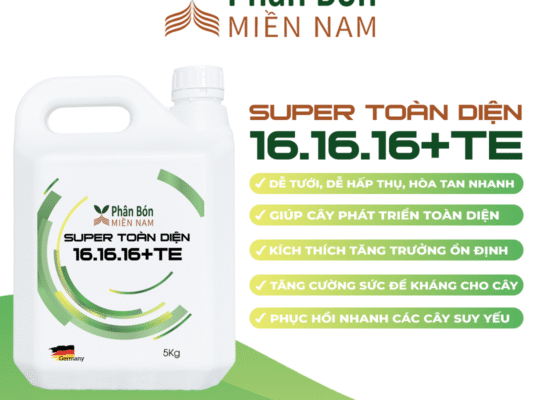 Phân Bón
MIỀN NAM
SUPER TOÀN DIỆN
16.16.16+TE
DỄ TƯỚI, DỄ HẤP THỤ, HÒA TAN NHANH
GIÚP CÂY PHÁT TRIỂN TOÀN DIỆN
KÍCH THÍCH TĂNG TRƯỞNG ỔN ĐỊNH
TĂNG CƯỜNG SỨC ĐỀ KHÁNG CHO CÂY
PHỤC HỒI NHANH CÁC CÂY SUY YẾU
Phân Bón
MIỀN NAM
SUPER TOÀN DIỆN
16.16.16+TE
Germany
5Kg